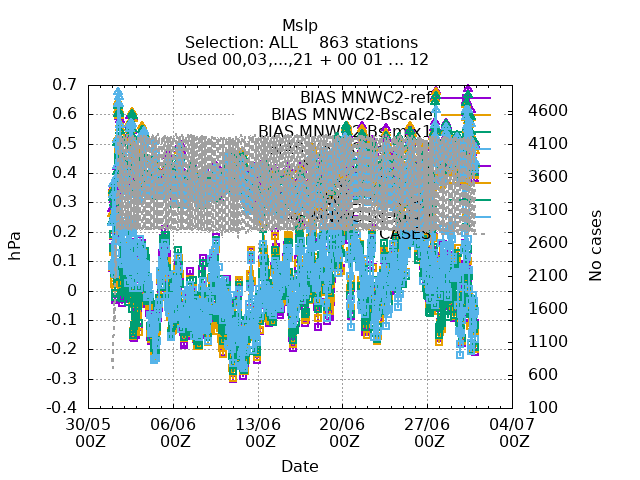 Mslp
Selection: ALL 863 stations
Used 00,03,...,21 + 00 01 ... 12
0.7
0.6
0.5
0.4
0.3
0.2
0.1
0
-0.1
-0.2
-0.3
-0.4
hPa
BIAS MNWC2-ref
BIAS MNWC2-Bscale
BIAS MNWC2-Bscmix1
CASES
4600
4100
3600
3100
2600
2100
1600
1100
600
100
No cases
30/05 06/06 13/06 20/06 27/06 04/07
00Z 00Z 00Z 00Z 00Z 00Z
Date